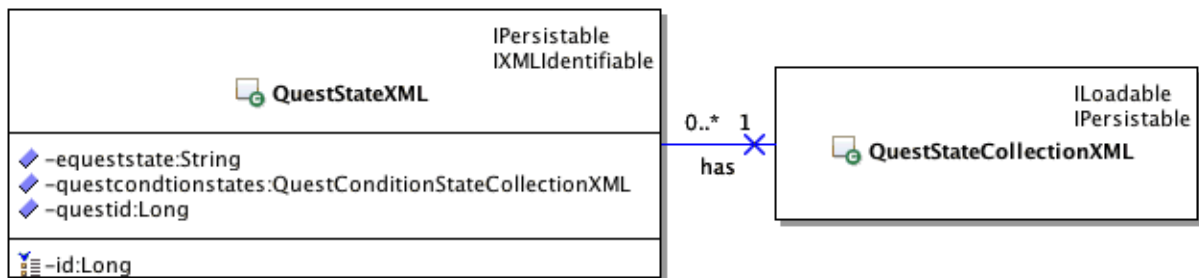 IPersistable
IXMLIdentifiable
QuestStateXML
-equeststate:String
-questcondtionstates:QuestConditionStateCollectionXML
-questid:Long
-id:Long
0..* 1
has
ILoadable
IPersistable
QuestStateCollectionXML